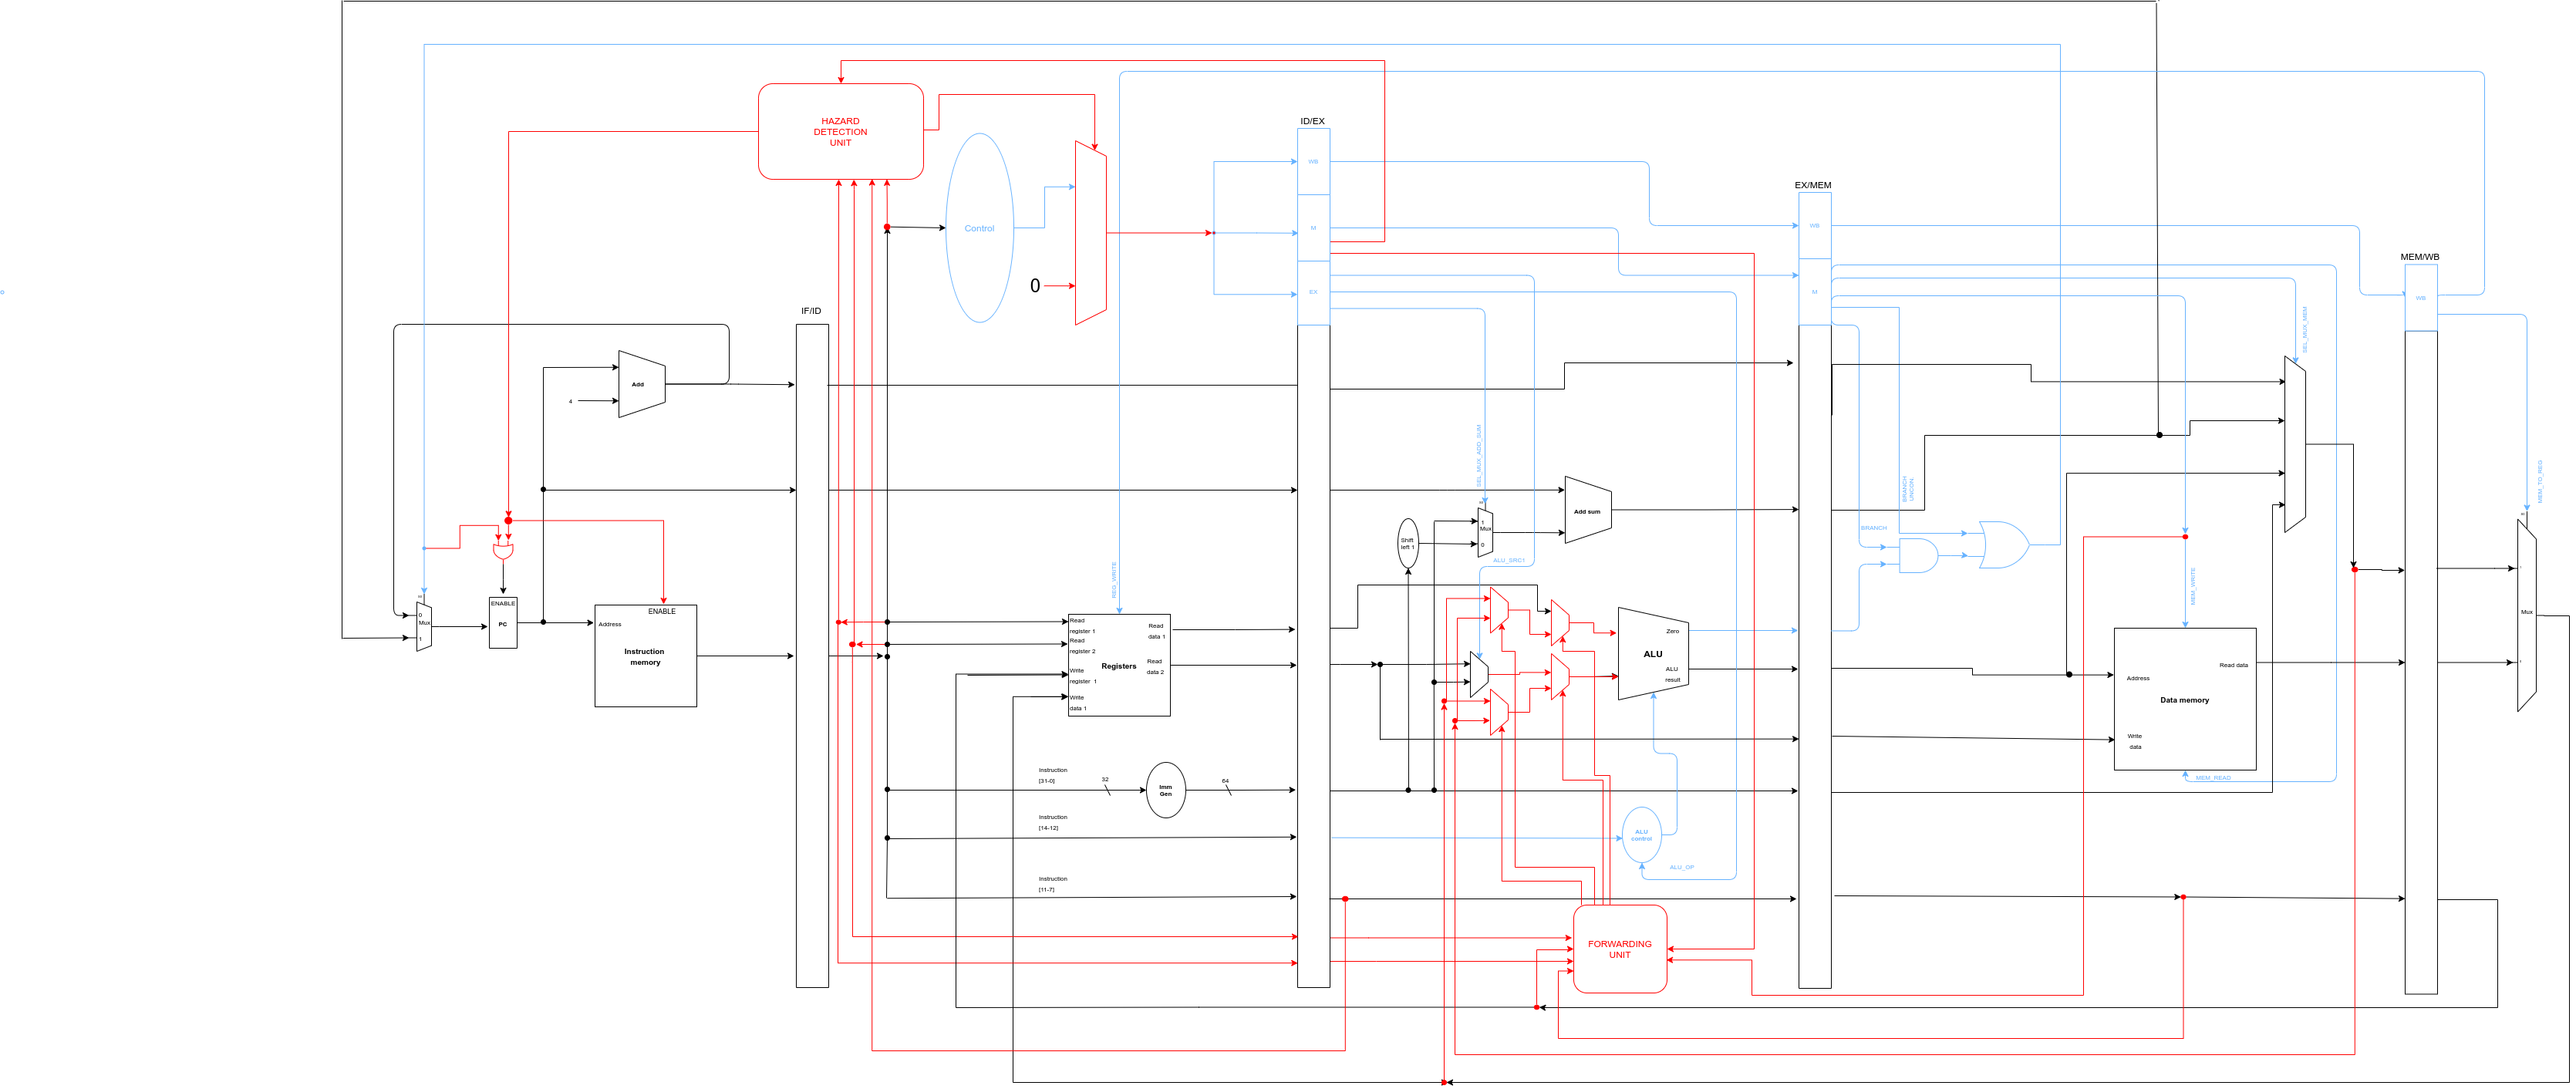 HAZARD
DETECTION
UNIT
ID/EX
WB
M
EX
Control
0
EX/MEM
WB
M
MEM/WB
WB
IF/ID
SEL_MUX_MEM
Add
4
SEL_MUX_ADD_SUM
MEM_TO_REG
BRANCH
UNCON
Add sum
1
Mux
0
Shift
left 1
BRANCH
ALU_SRC1
REG_WRITE
MEM_WRITE
0
Mux
1
ENABLE
PC
ENABLE
Address
Instruction
memory
Read
register 1
Read
register 2
Write
register 1
Write
data 1
Registers
Read
data 1
Read
data 2
Zero
ALU
ALU
result
Mux
Read data
Address
Data memory
Write
data
MEM_READ
Instruction
[31-0]
32
Imm
Gen
64
Instruction
[14-12]
ALU
control
ALU_OP
Instruction
[11-7]
FORWARDING
UNIT